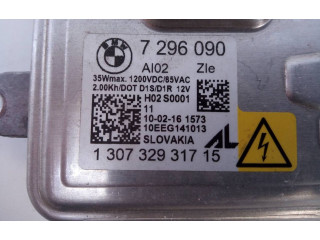 BMW
7 296 090
AI02 Zle
35Wmax. 1200VDC/85VAC
2.00Kh/DOT D1S/D1R 12V
H02 S0001
11
10-02-16 1573
10EEG141013
SLOVAKIA
AL
1 307 329 317 15